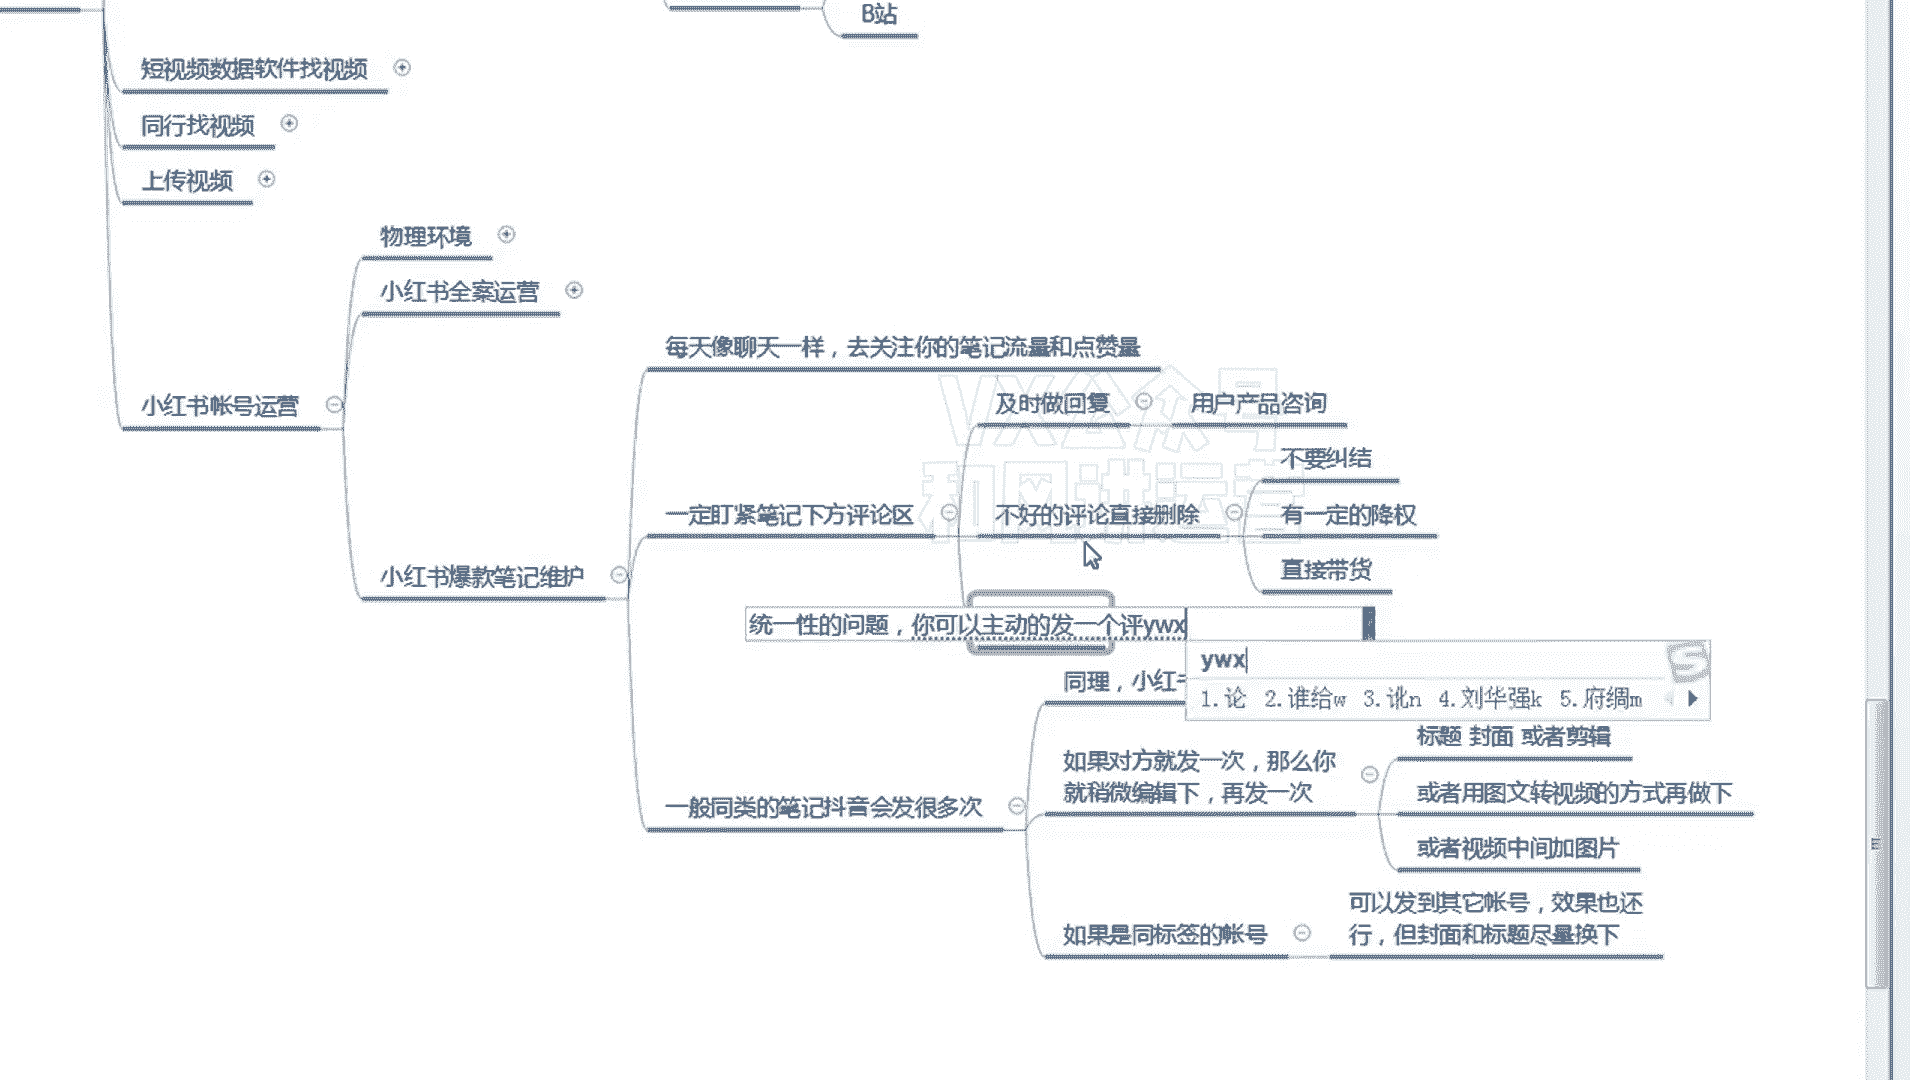 B站
短视频数据软件找视频
同行找视频
上传视频
物理环境
小红书全案运营
每天像聊天一样，去关注你的笔记流量和点赞量
小红书帐号运营
及时做回复
用户产品咨询
VX公众号
和风讲运营
不要纠结
一定盯紧笔记下方评论区
不好的评论直接删除
有一定的降权
直接带货
小红书爆款笔记维护
统一性的问题，你可以主动的发一个评ywx
ywx
1.论 2.谁给w 3.讹n 4.刘华强k 5.府绸m
同理，小红
标题 封面 或者剪辑
如果对方就发一次，那么你
就稍微编辑下，再发一次
或者用图文转视频的方式再做下
一般同类的笔记抖音会发很多次
或者视频中间加图片
可以发到其它帐号，效果也还
行，但封面和标题尽量换下
如果是同标签的帐号